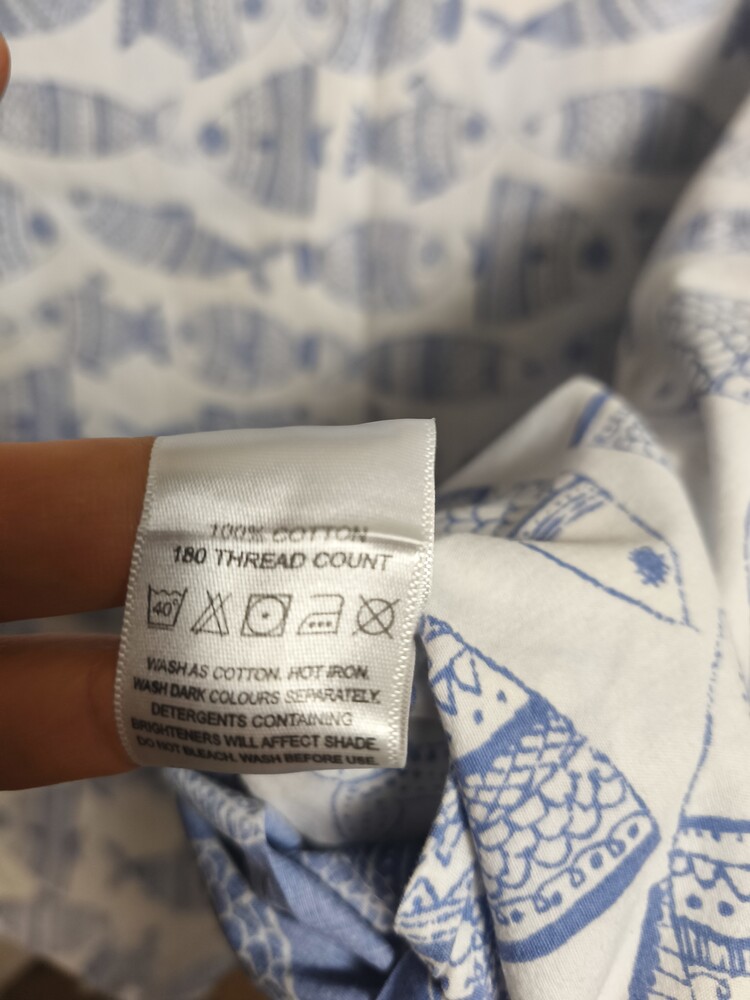 100% COTTON
180 THREAD COUNT
40°
WASH AS COTTON. HOT IRON.
WASH DARK COLOURS SEPARATELY.
DETERGENTS CONTAINING
BRIGHTENERS WILL AFFECT SHADE.
DO NOT BLEACH. WASH BEFORE USE.